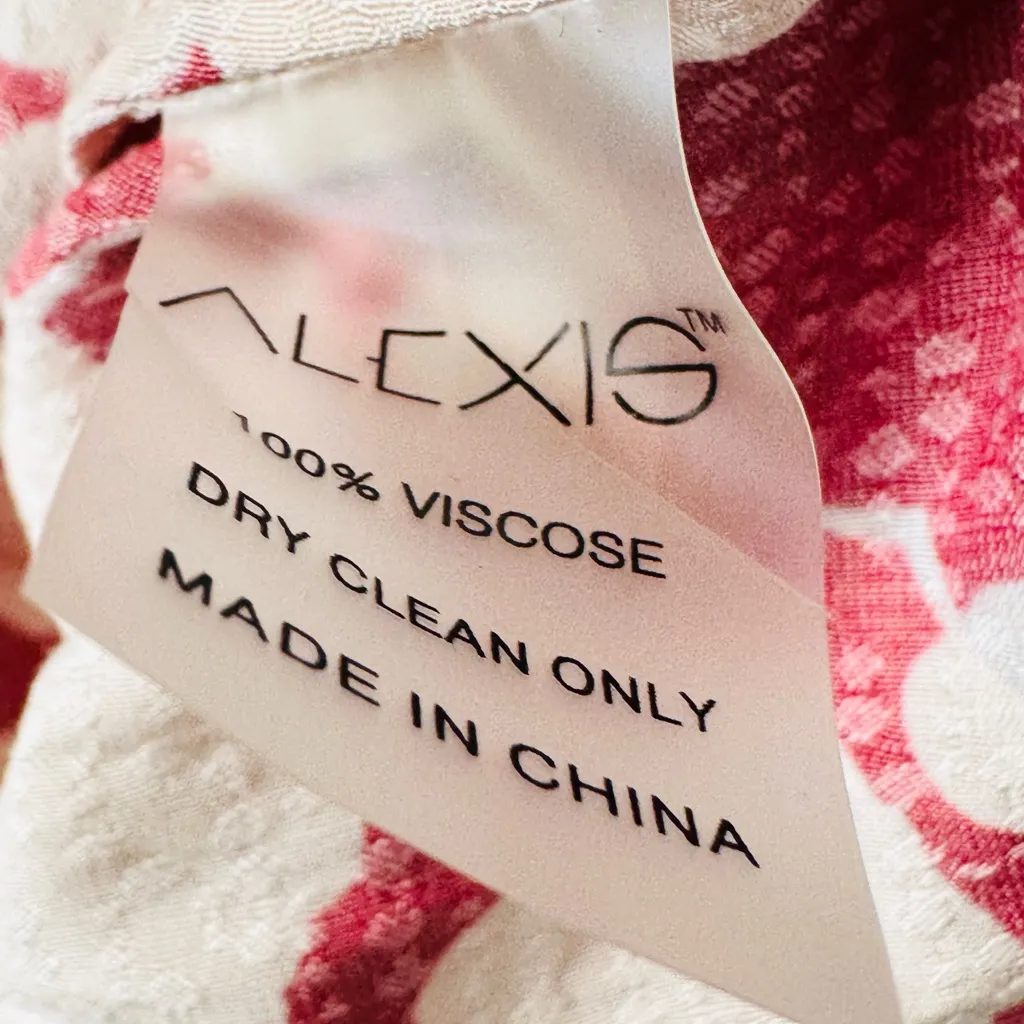 ALEXIS™
100% VISCOSE
DRY CLEAN ONLY
MADE IN CHINA